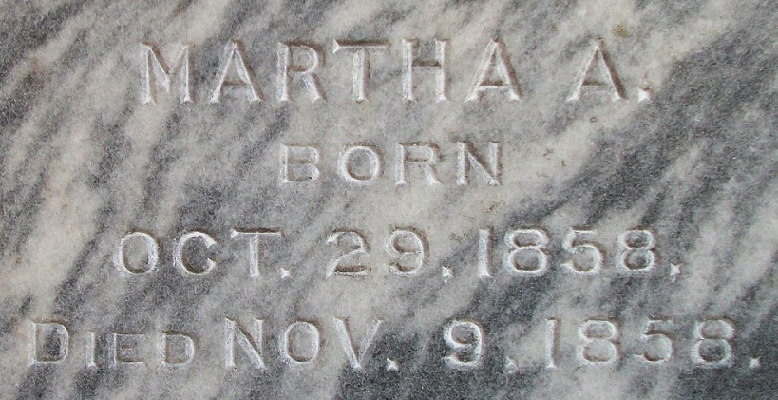 MARTHA A.
BORN
OCT. 29, 1858.
DIED NOV. 9, 1858.